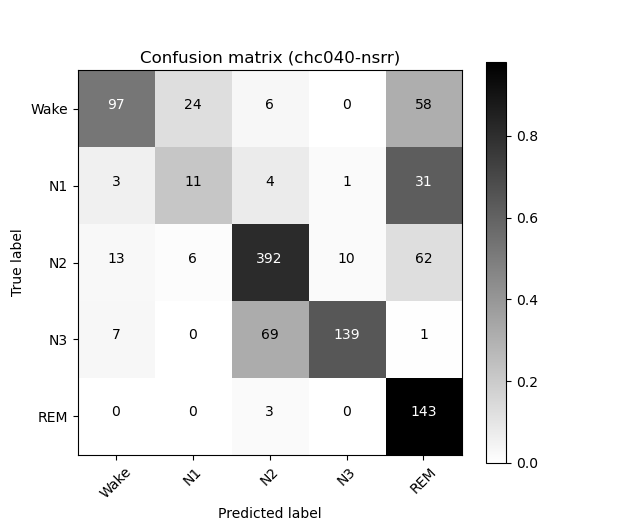 Confusion matrix (chc040-nsrr)
Wake 97 24 6 0 58
N1 3 11 4 1 31
N2 13 6 392 10 62
N3 7 0 69 139 1
REM 0 0 3 0 143
Wake N1 N2 N3 REM
Predicted label
True label
0.8
0.6
0.4
0.2
0.0